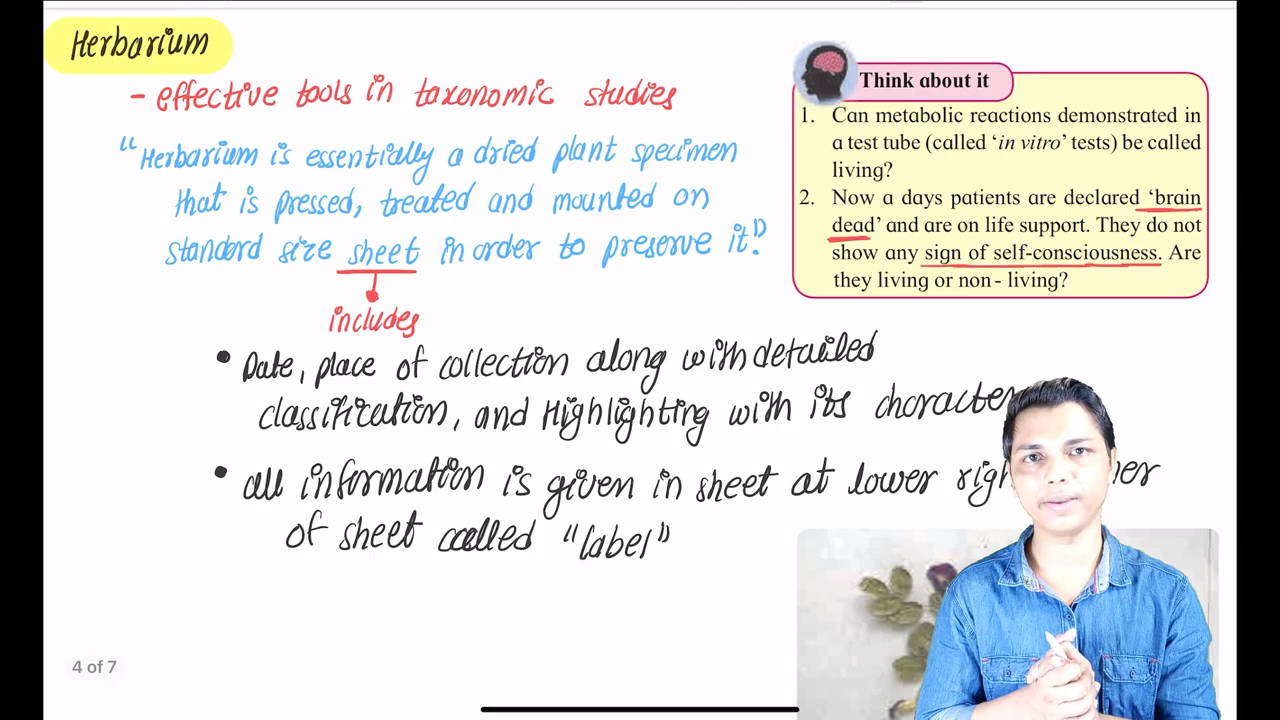 Herbarium
- effective tools in taxonomic studies
"Herbarium is essentially a dried plant specimen
that is pressed, treated and mounted on
standard size sheet in order to preserve it."
includes
• Date, place of collection along with detailed
classification, and Highlighting with its
• all information is given in sheet at lower
of sheet called "label"
Think about it
1. Can metabolic reactions demonstrated in
a test tube (called 'in vitro' tests) be called
living?
2. Now a days patients are declared 'brain
dead' and are on life support. They do not
show any sign of self-consciousness. Are
they living or non - living?
4 of 7